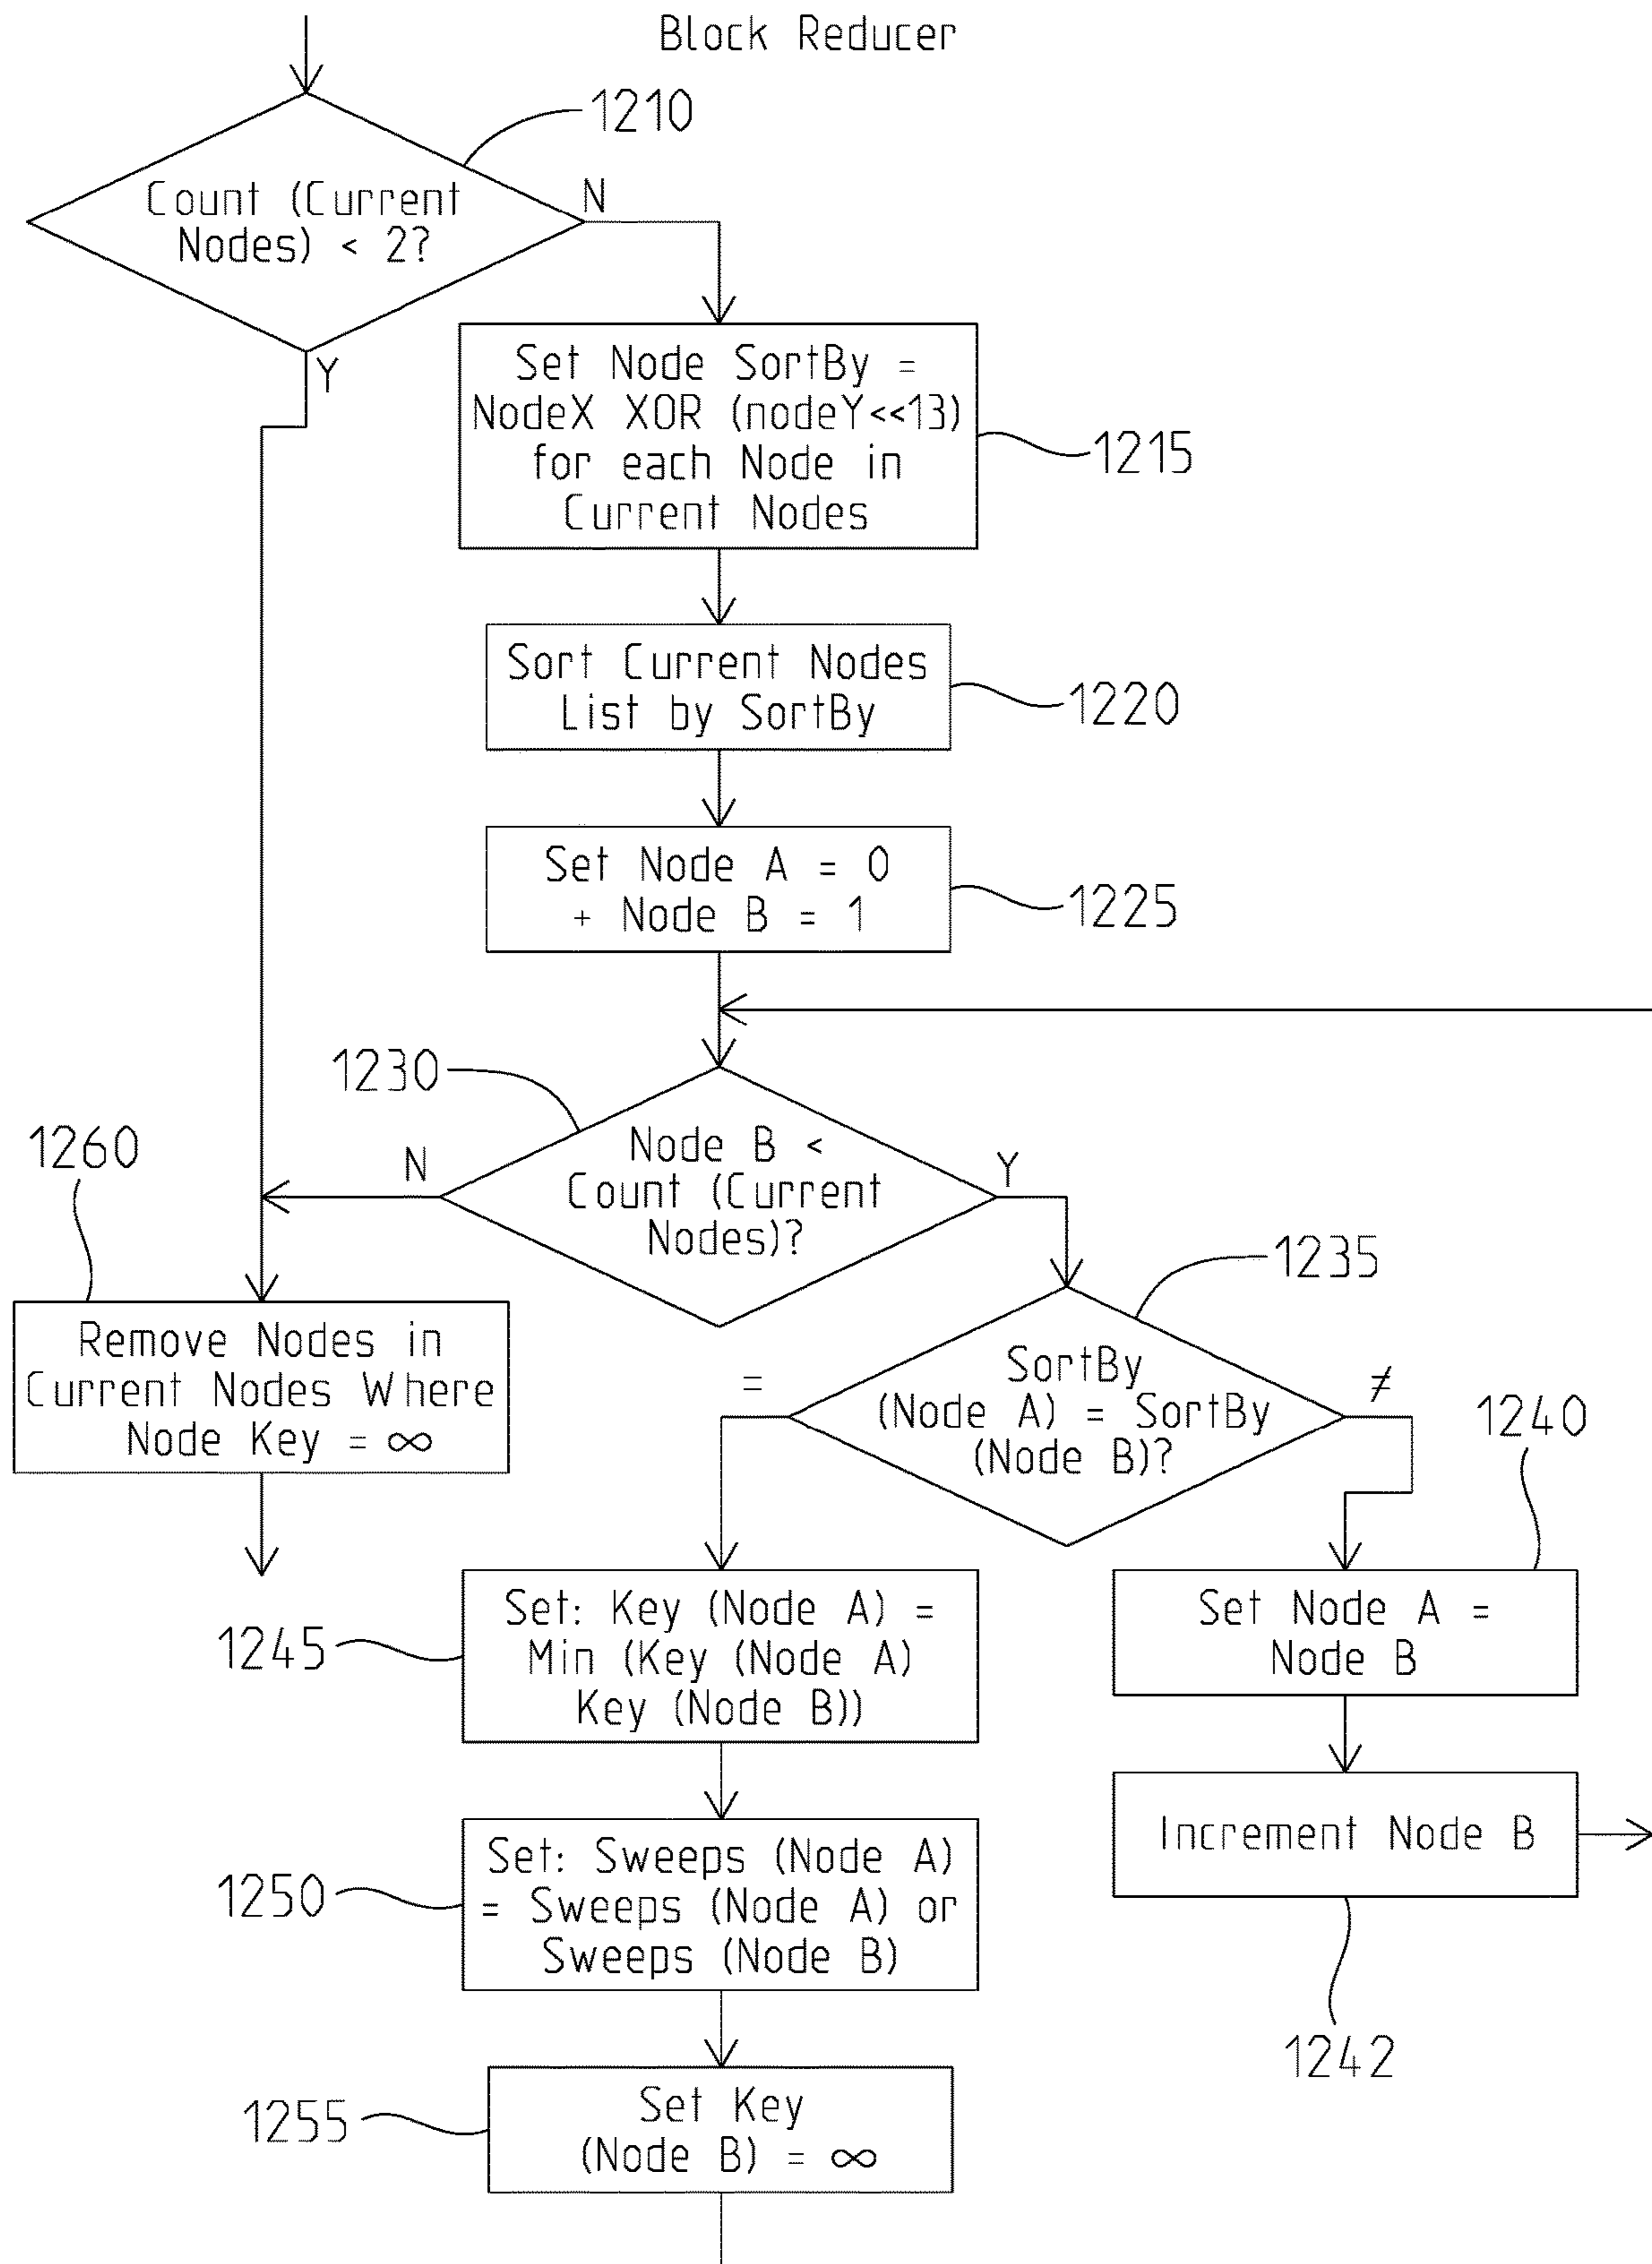 Block Reducer
1210
Count (Current
Nodes) < 2?
N
Y
Set Node SortBy =
NodeX XOR (nodeY<<13)
for each Node in
Current Nodes
1215
Sort Current Nodes
List by SortBy
1220
Set Node A = 0
+ Node B = 1
1225
1230
Node B <
Count (Current
Nodes)?
N
Y
1260
Remove Nodes in
Current Nodes Where
Node Key = ∞
1235
SortBy
(Node A) = SortBy
(Node B)?
=
≠
1240
Set Node A =
Node B
1245
Set: Key (Node A) =
Min (Key (Node A)
Key (Node B))
Increment Node B
1242
1250
Set: Sweeps (Node A)
= Sweeps (Node A) or
Sweeps (Node B)
1255
Set Key
(Node B) = ∞